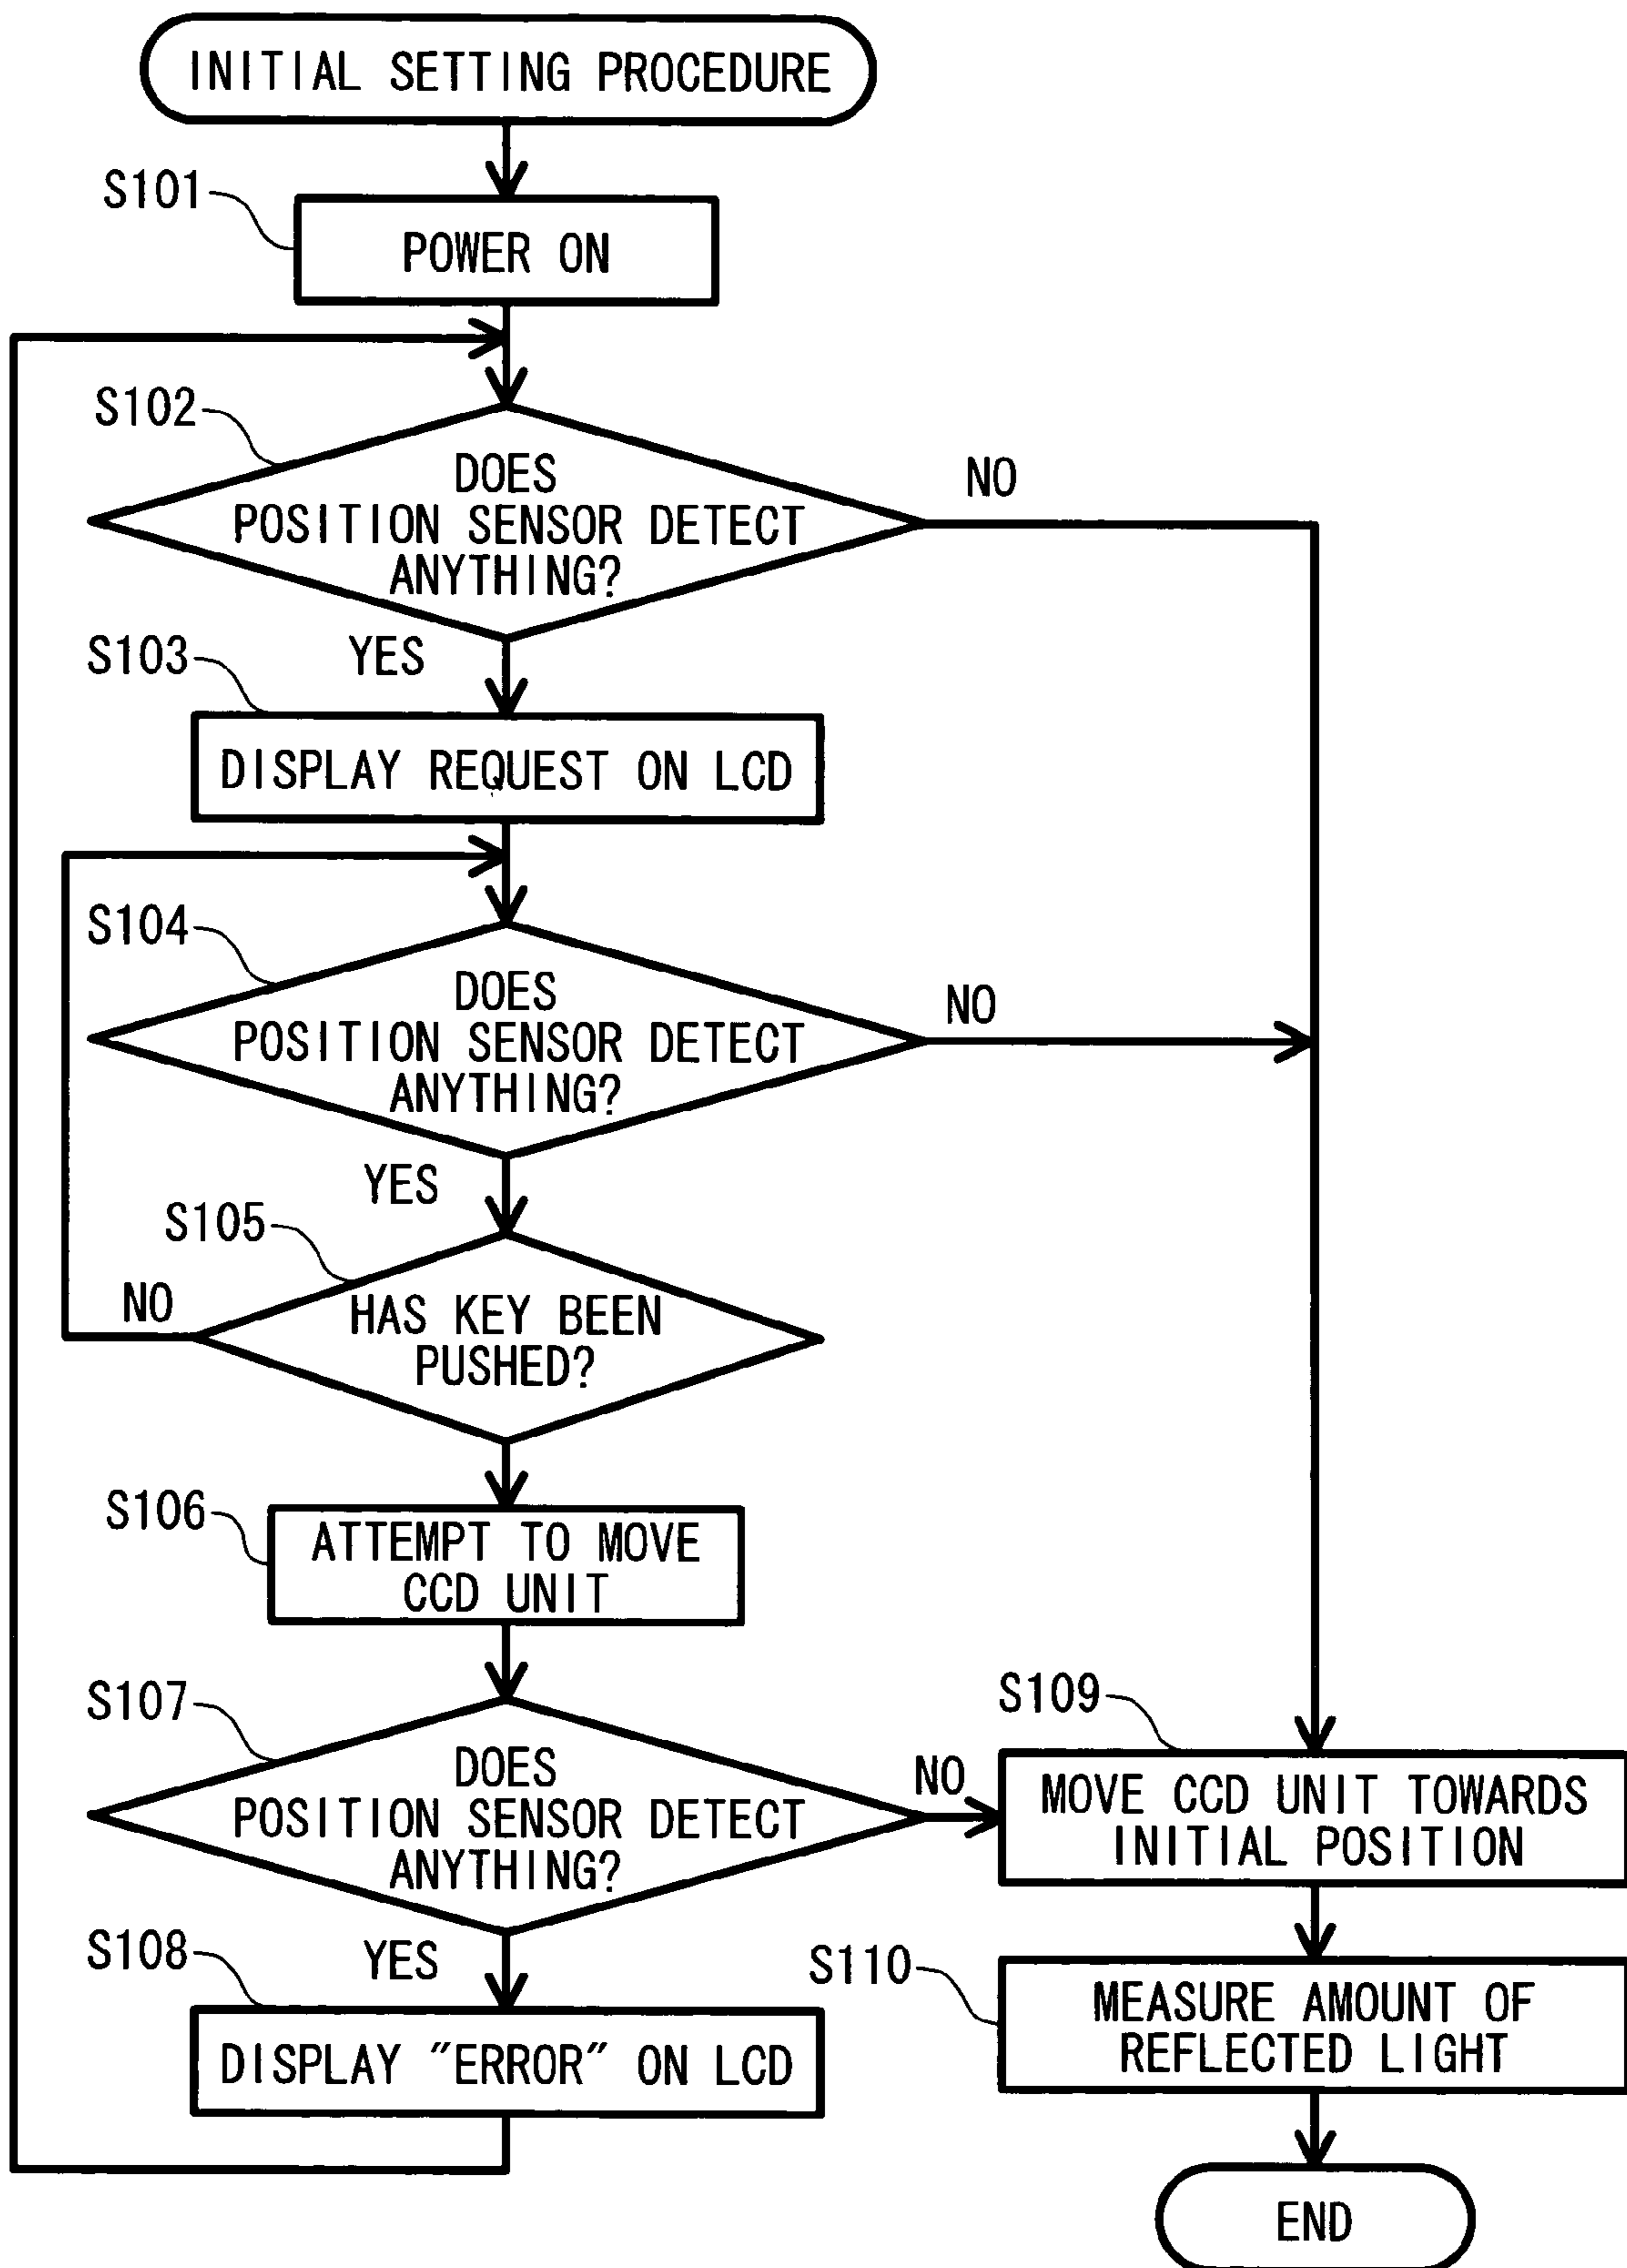 INITIAL SETTING PROCEDURE
S101
POWER ON
S102
DOES
POSITION SENSOR DETECT
ANYTHING?
NO
YES
S103
DISPLAY REQUEST ON LCD
S104
DOES
POSITION SENSOR DETECT
ANYTHING?
NO
YES
S105
HAS KEY BEEN
PUSHED?
NO
S106
ATTEMPT TO MOVE
CCD UNIT
S107
DOES
POSITION SENSOR DETECT
ANYTHING?
NO
YES
S108
DISPLAY "ERROR" ON LCD
S109
MOVE CCD UNIT TOWARDS
INITIAL POSITION
S110
MEASURE AMOUNT OF
REFLECTED LIGHT
END